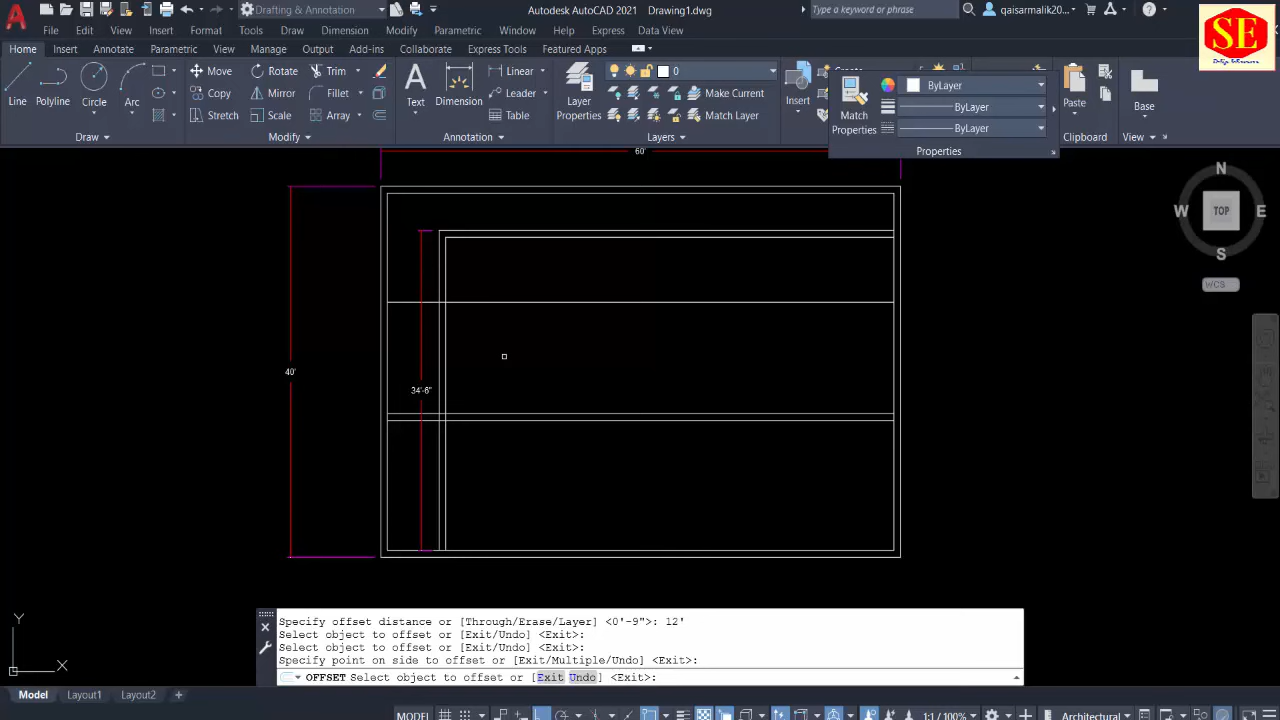 Drafting & Annotation
Autodesk AutoCAD 2021 Drawing1.dwg
Type a keyword or phrase
qaisarmalik20...
SE
File Edit View Insert Format Tools Draw Dimension Modify Parametric Window Help Express Data View
Home Insert Annotate Parametric View Manage Output Add-ins Collaborate Express Tools Featured Apps
Line Polyline Circle Arc
Move Rotate Trim
Copy Mirror Fillet
Stretch Scale Array
Text Dimension
Linear
Leader
Table
Layer Properties
0
Make Current
Match Layer
Insert
Match Properties
ByLayer
ByLayer
ByLayer
Paste
Base
Draw Modify Annotation Layers Properties Clipboard View
60'
40'
34'-6"
N
W TOP E
S
WCS
Y
X
Specify offset distance or [Through/Erase/Layer] <0'-9">: 12'
Select object to offset or [Exit/Undo] <Exit>:
Select object to offset or [Exit/Undo] <Exit>:
Specify point on side to offset or [Exit/Multiple/Undo] <Exit>:
OFFSET Select object to offset or [Exit Undo] <Exit>:
Model Layout1 Layout2 +
MODEL 1:1 / 100% Architectural